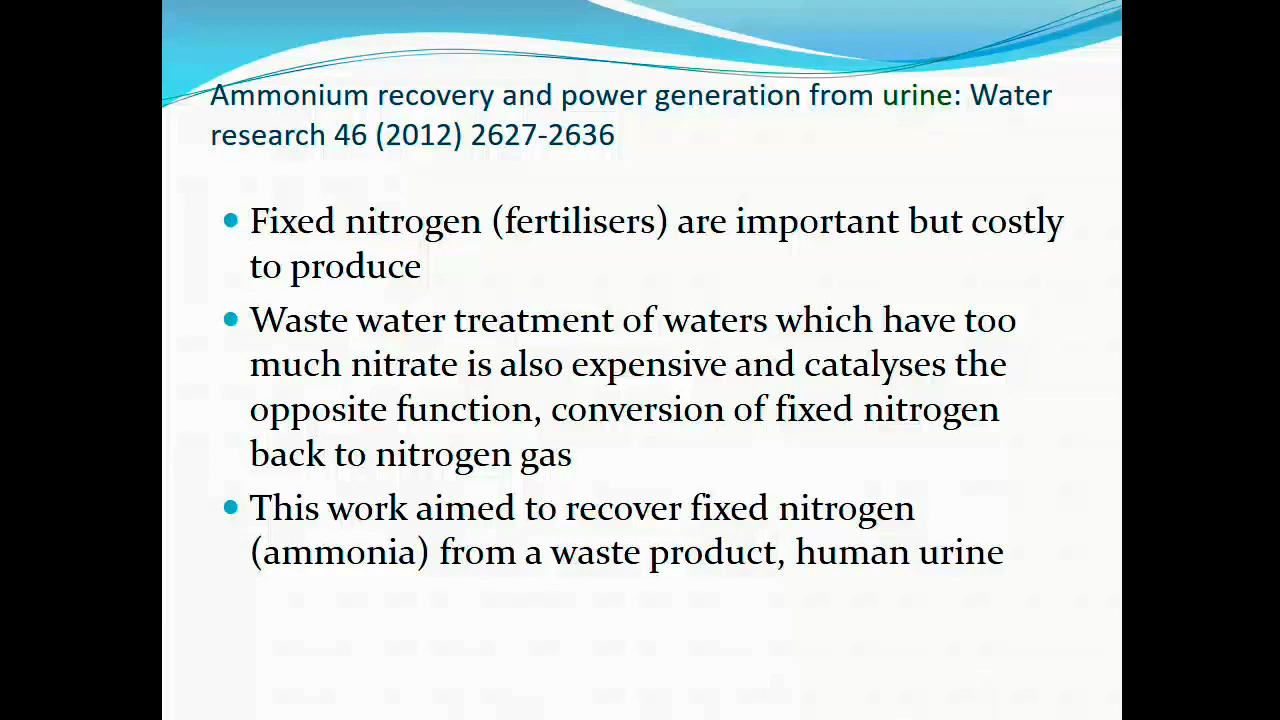 Ammonium recovery and power generation from urine: Water
research 46 (2012) 2627-2636
• Fixed nitrogen (fertilisers) are important but costly
to produce
• Waste water treatment of waters which have too
much nitrate is also expensive and catalyses the
opposite function, conversion of fixed nitrogen
back to nitrogen gas
• This work aimed to recover fixed nitrogen
(ammonia) from a waste product, human urine